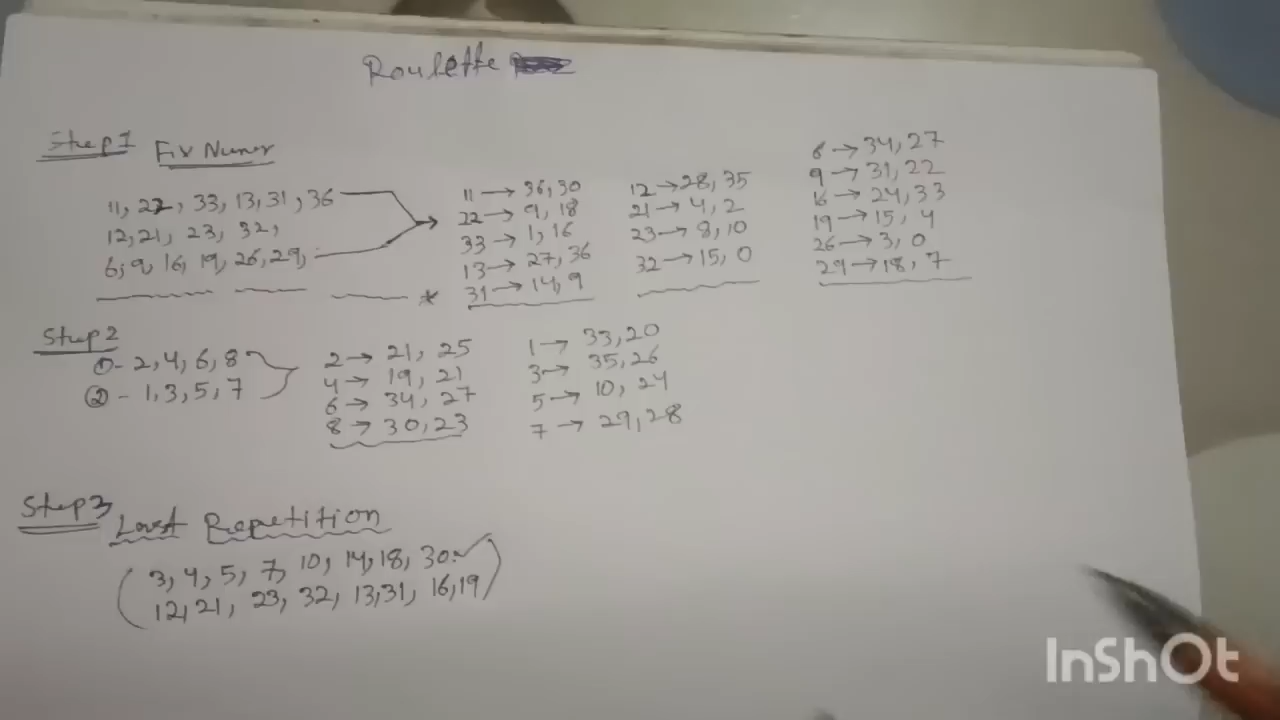 Roulette
Step 1 Fix Numer
11, 22, 33, 13, 31, 36
12, 21, 23, 32,
6, 9, 16, 19, 26, 29,
*
11 → 36, 30
22 → 9, 18
33 → 1, 16
13 → 27, 36
31 → 14, 9
12 → 28, 35
21 → 4, 2
23 → 8, 10
32 → 15, 0
6 → 34, 27
9 → 31, 22
16 → 24, 33
19 → 15, 4
26 → 3, 0
29 → 18, 7
Step 2
① - 2, 4, 6, 8
② - 1, 3, 5, 7
2 → 21, 25
4 → 19, 21
6 → 34, 27
8 → 30, 23
1 → 33, 20
3 → 35, 26
5 → 10, 24
7 → 29, 28
Step 3
Last Repetition
(3, 4, 5, 7, 10, 14, 18, 30.
12, 21, 23, 32, 13, 31, 16, 19)
InShOt